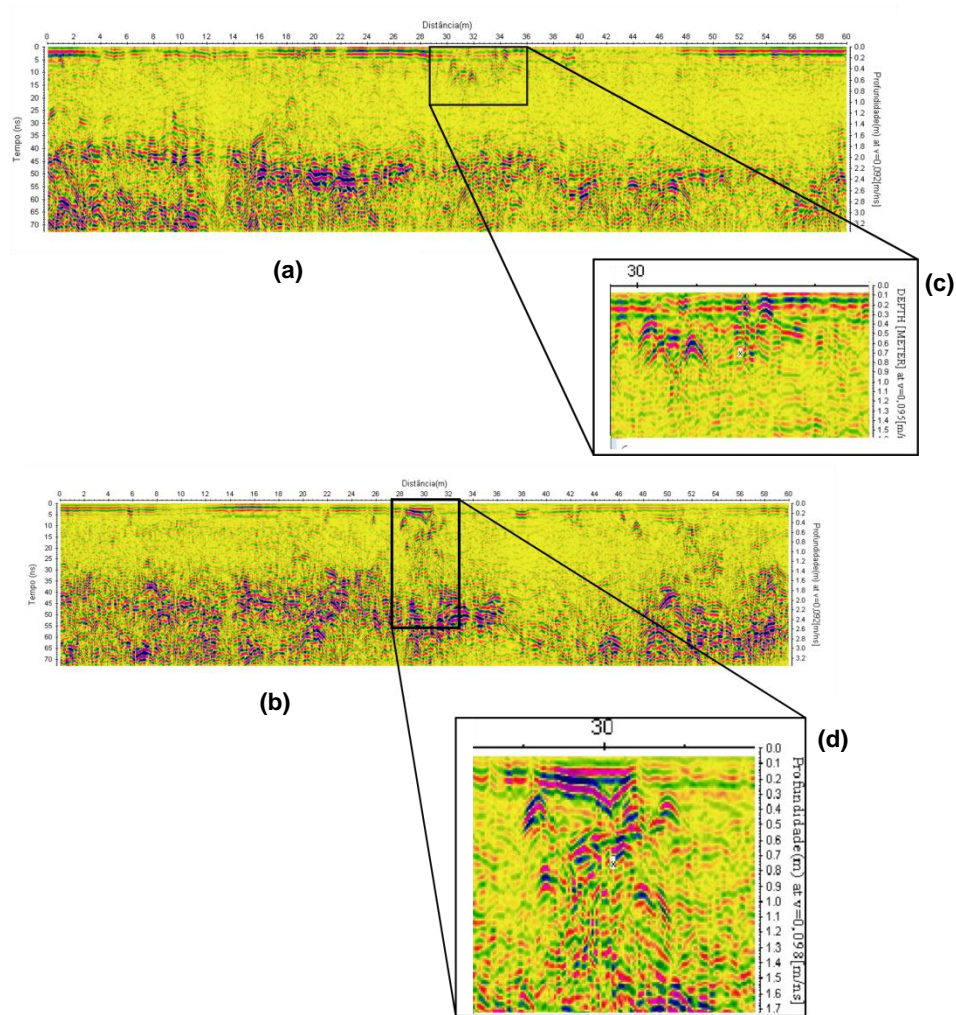 Distância(m)
0 2 4 6 8 10 12 14 16 18 20 22 24 26 28 30 32 34 36 38 40 42 44 46 48 50 52 54 56 58 60
0 5 10 15 20 25 30 35 40 45 50 55 60 65 70
Tempo (ns)
0.0 0.2 0.4 0.6 0.8 1.0 1.2 1.4 1.6 1.8 2.0 2.2 2.4 2.6 2.8 3.0 3.2
Profundidade(m) at v=0,092[m/ns]
(a)
30
0.0 0.1 0.2 0.3 0.4 0.5 0.6 0.7 0.8 0.9 1.0 1.1 1.2 1.3 1.4 1.5
DEPTH [METER] at v=0,095[m/
(c)
Distância(m)
0 2 4 6 8 10 12 14 16 18 20 22 24 26 28 30 32 34 36 38 40 42 44 46 48 50 52 54 56 58 60
0 5 10 15 20 25 30 35 40 45 50 55 60 65 70
Tempo (ns)
0.0 0.2 0.4 0.6 0.8 1.0 1.2 1.4 1.6 1.8 2.0 2.2 2.4 2.6 2.8 3.0 3.2
Profundidade(m) at v=0,092[m/ns]
(b)
30
0.0 0.1 0.2 0.3 0.4 0.5 0.6 0.7 0.8 0.9 1.0 1.1 1.2 1.3 1.4 1.5 1.6 1.7
Profundidade(m) at v=0,098[m/ns]
(d)